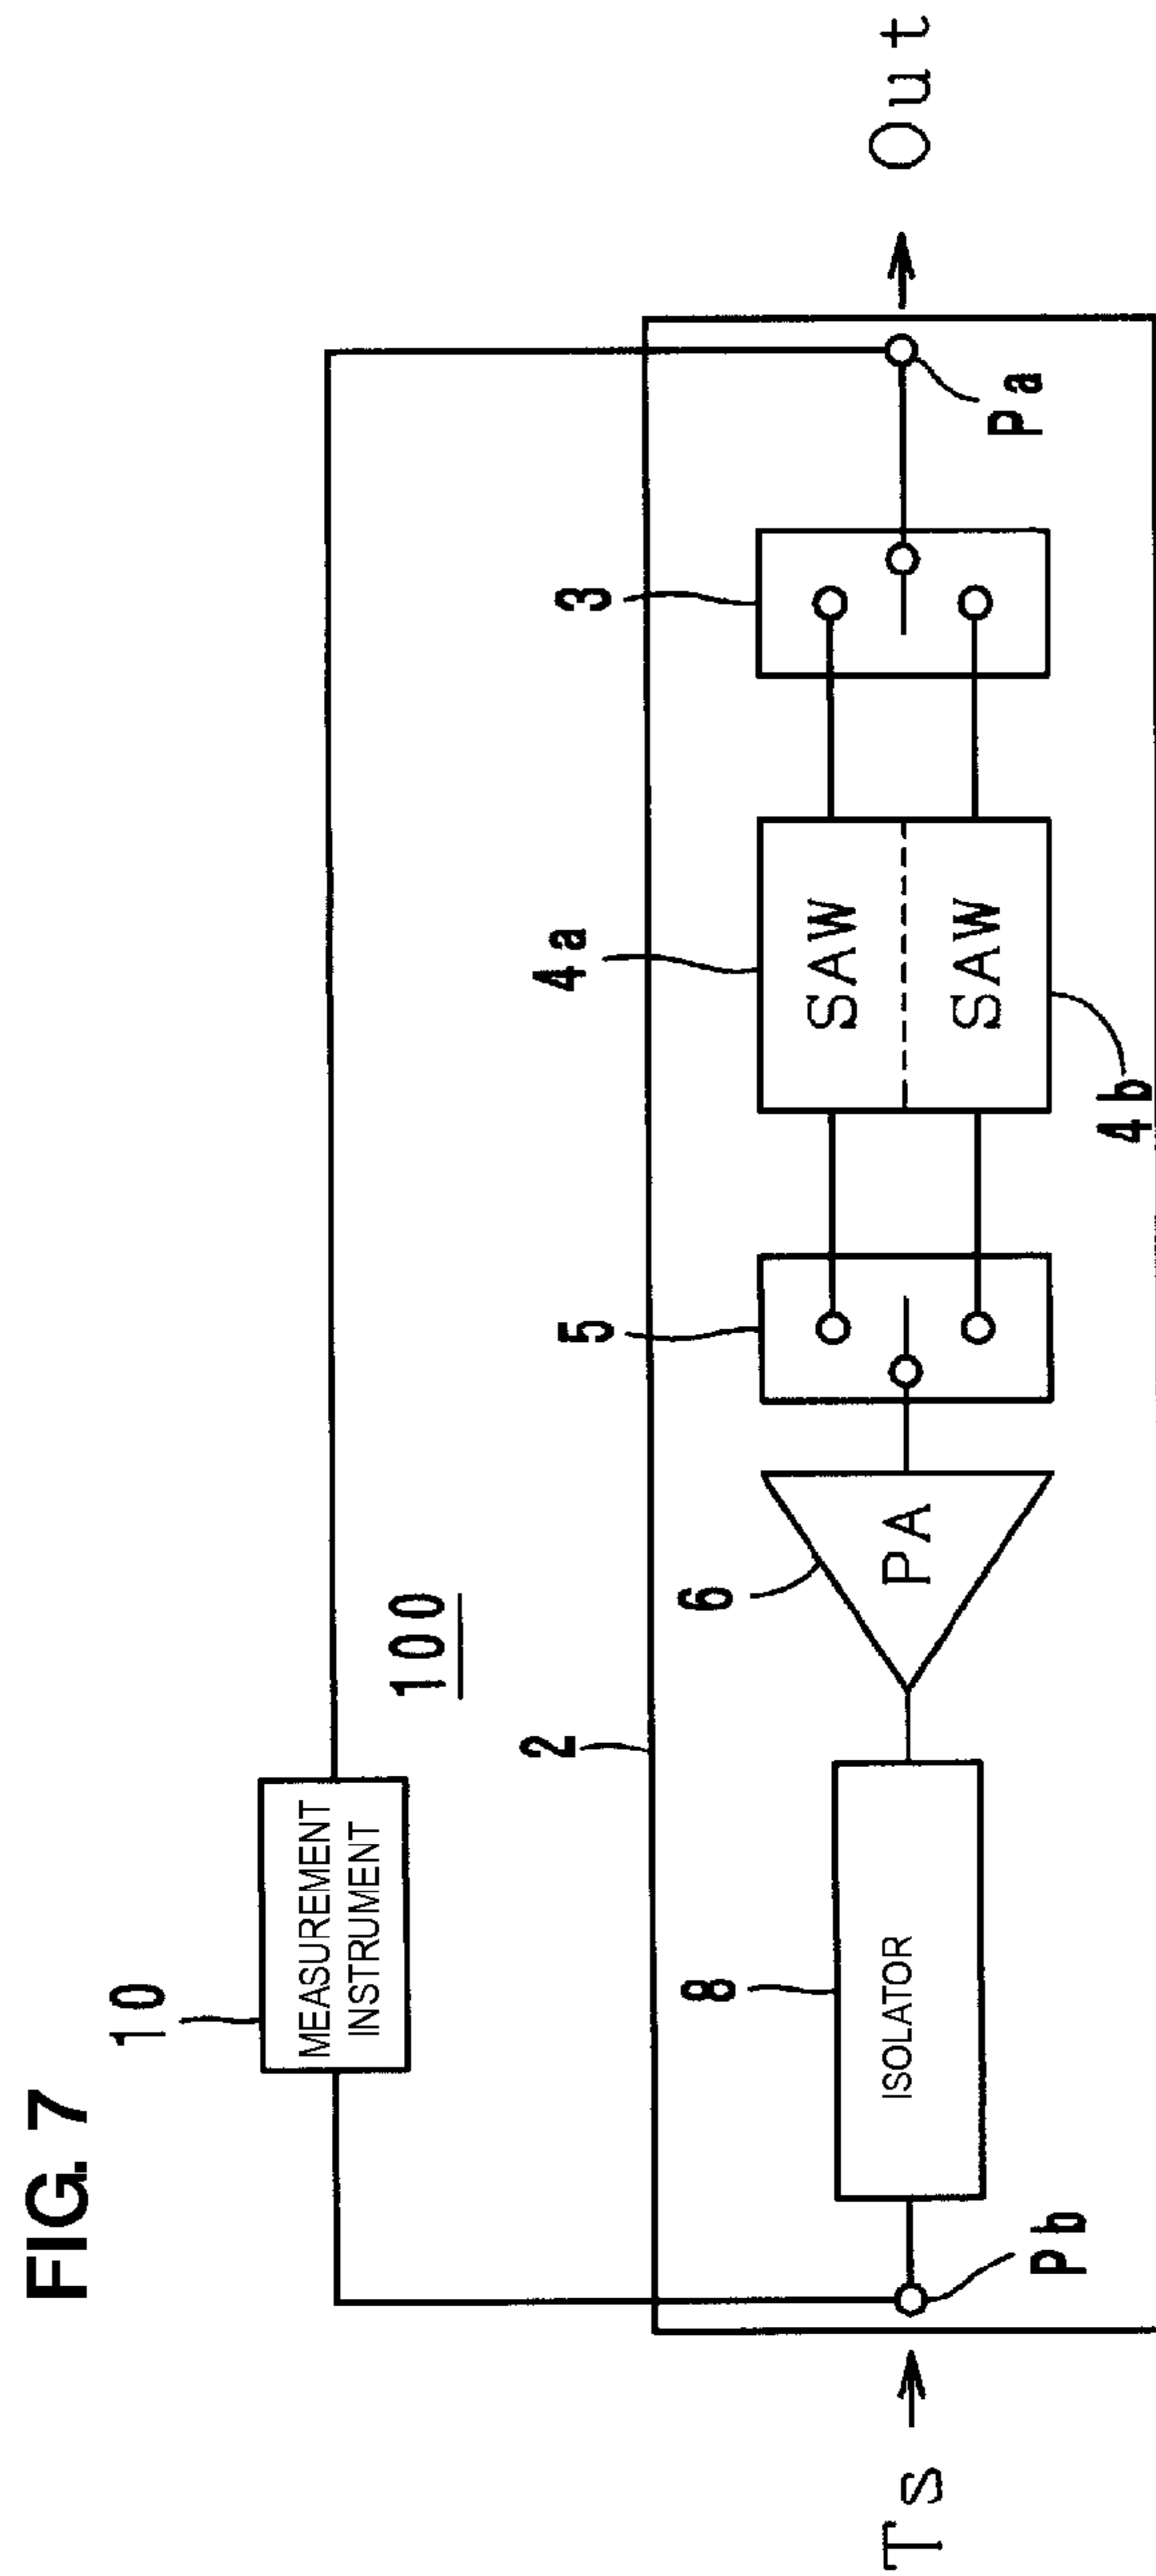 FIG. 7
10
MEASUREMENT
INSTRUMENT
100
2
8
6
5
4a
3
Ts
ISOLATOR
PA
SAW
SAW
Out
Pb
4b
Pa